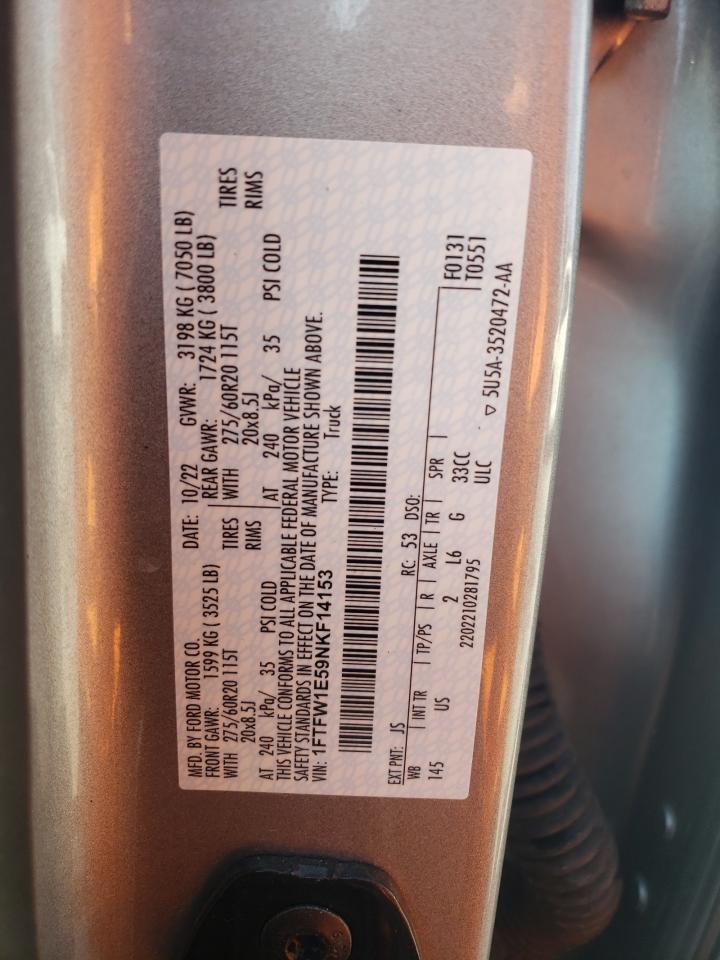 MFD. BY FORD MOTOR CO.
DATE: 10/22 GVWR: 3198 KG ( 7050 LB)
FRONT GAWR: 1599 KG ( 3525 LB)
REAR GAWR: 1724 KG ( 3800 LB)
WITH 275/60R20 115T TIRES
WITH 275/60R20 115T TIRES
20x8.5J RIMS
20x8.5J RIMS
AT 240 kPa/ 35 PSI COLD
AT 240 kPa/ 35 PSI COLD
THIS VEHICLE CONFORMS TO ALL APPLICABLE FEDERAL MOTOR VEHICLE
SAFETY STANDARDS IN EFFECT ON THE DATE OF MANUFACTURE SHOWN ABOVE.
VIN: 1FTFW1E59NKF14153 TYPE: Truck
EXT PNT: JS RC: 53 DSO: F0131
WB INT TR TP/PS R AXLE TR SPR T0551
145 US 2 L6 G 33CC
2202210281795 ULC
▽ 5U5A-3520472-AA